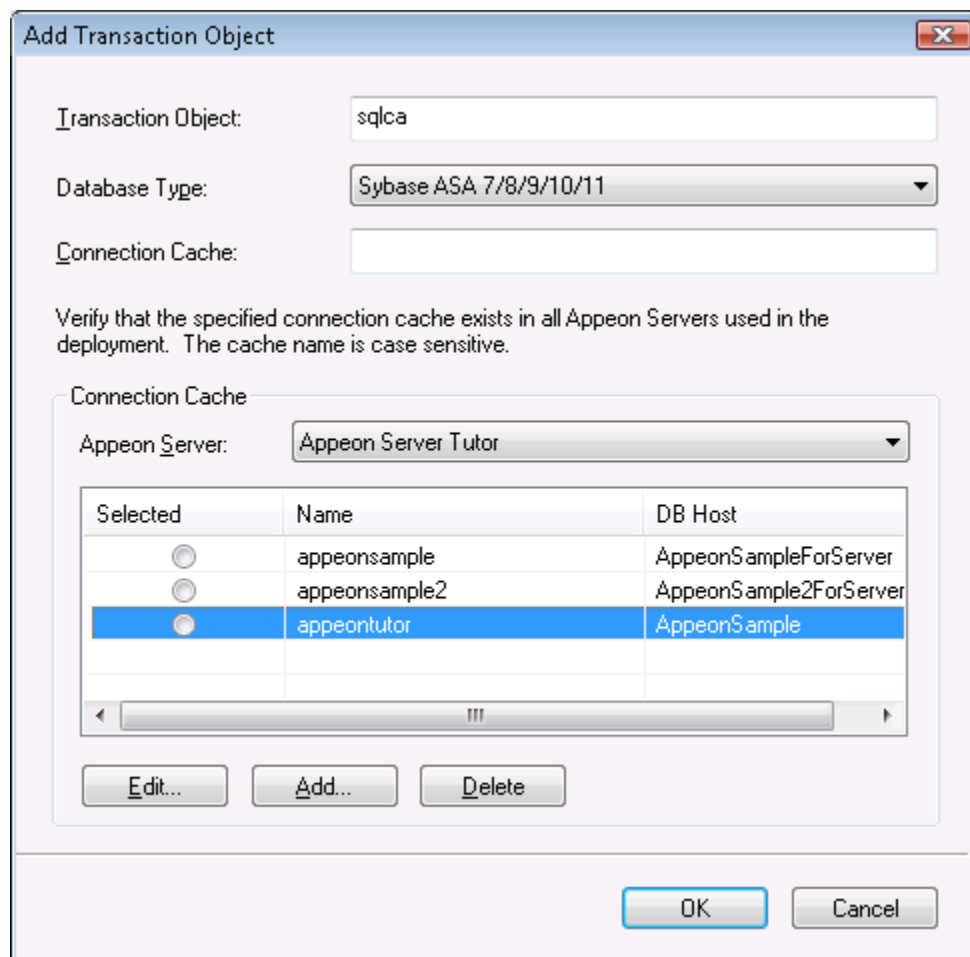 Add Transaction Object
Transaction Object: sqlca
Database Type: Sybase ASA 7/8/9/10/11
Connection Cache:
Verify that the specified connection cache exists in all Appeon Servers used in the
deployment. The cache name is case sensitive.
Connection Cache
Appeon Server: Appeon Server Tutor
Selected Name DB Host
appeonsample AppeonSampleForServer
appeonsample2 AppeonSample2ForServer
appeontutor AppeonSample
Edit... Add... Delete
OK Cancel